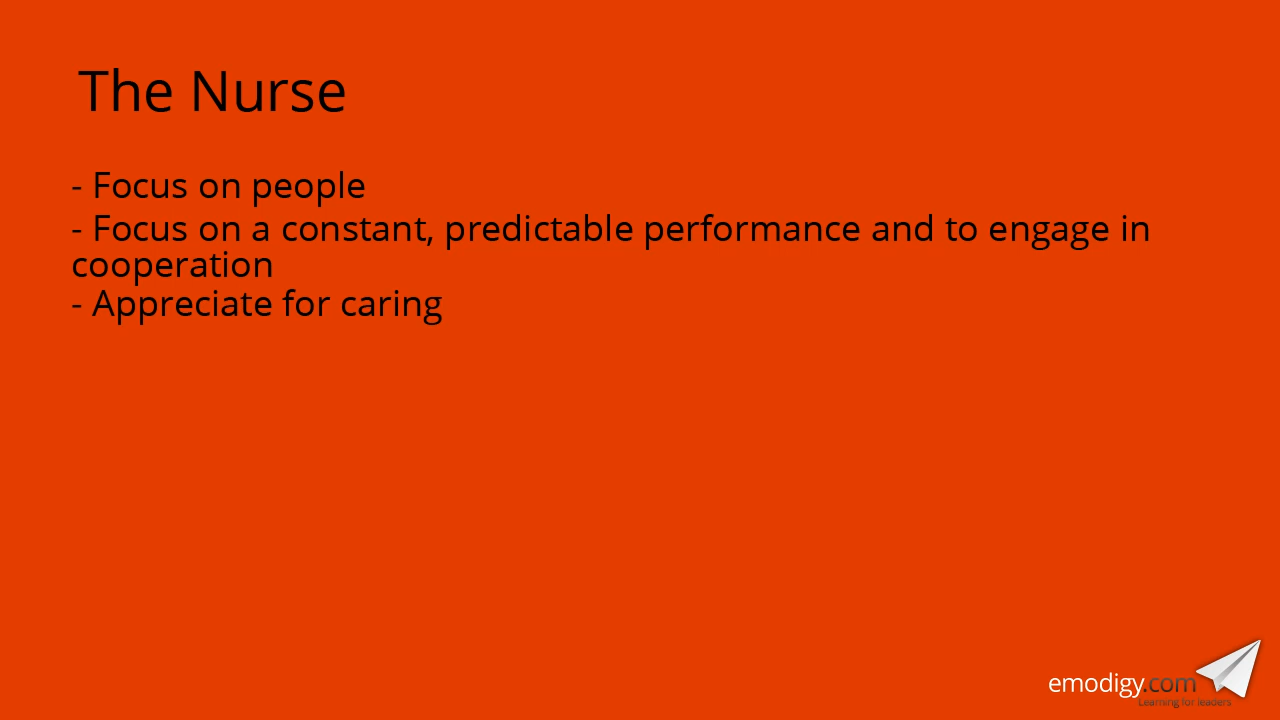 The Nurse
- Focus on people
- Focus on a constant, predictable performance and to engage in
cooperation
- Appreciate for caring
emodigy.com
Learning for leaders